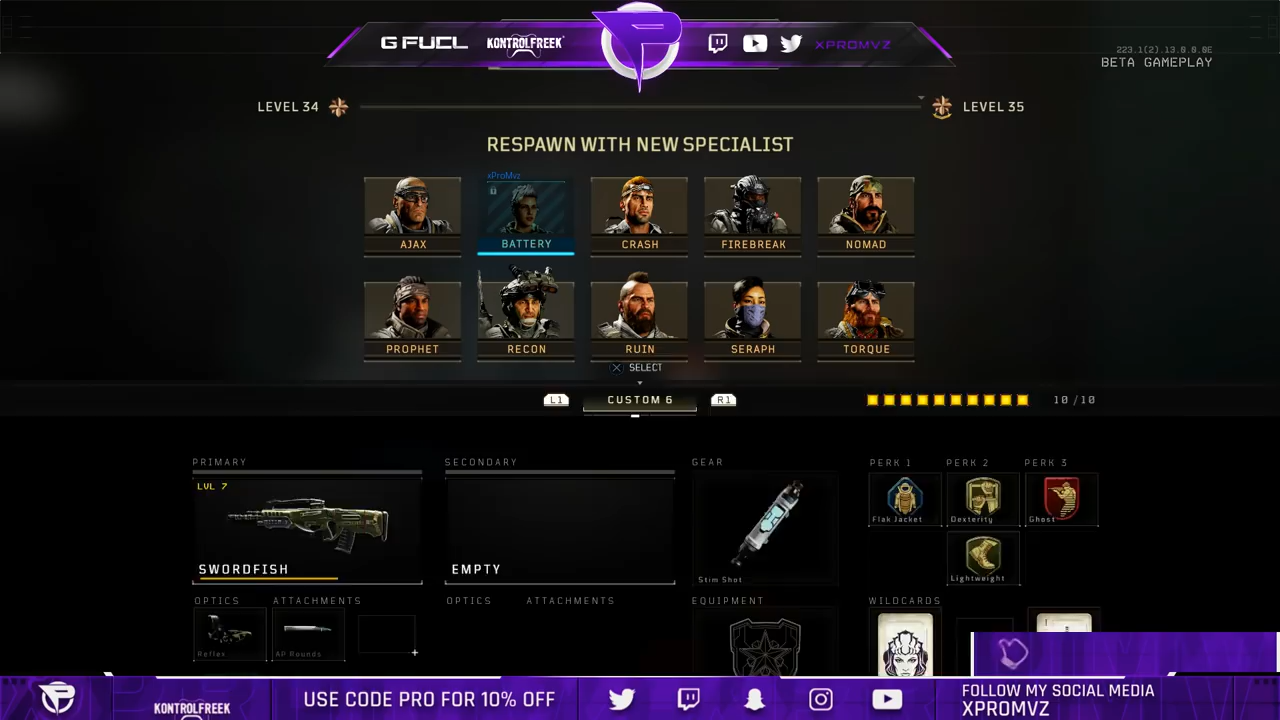 G FUCL
KONTROLFREEK
XPROMVZ
223.1(2).13.0.0.0E
BETA GAMEPLAY
LEVEL 34
LEVEL 35
RESPAWN WITH NEW SPECIALIST
xProMvz
AJAX
BATTERY
CRASH
FIREBREAK
NOMAD
PROPHET
RECON
RUIN
SERAPH
TORQUE
SELECT
L1
CUSTOM 6
R1
10/10
PRIMARY
SECONDARY
GEAR
PERK 1
PERK 2
PERK 3
LVL 7
Flak Jacket
Dexterity
Ghost
SWORDFISH
EMPTY
Stim Shot
Lightweight
OPTICS
ATTACHMENTS
OPTICS
ATTACHMENTS
EQUIPMENT
WILDCARDS
Reflex
AP Rounds
KONTROLFREEK
USE CODE PRO FOR 10% OFF
FOLLOW MY SOCIAL MEDIA
XPROMVZ